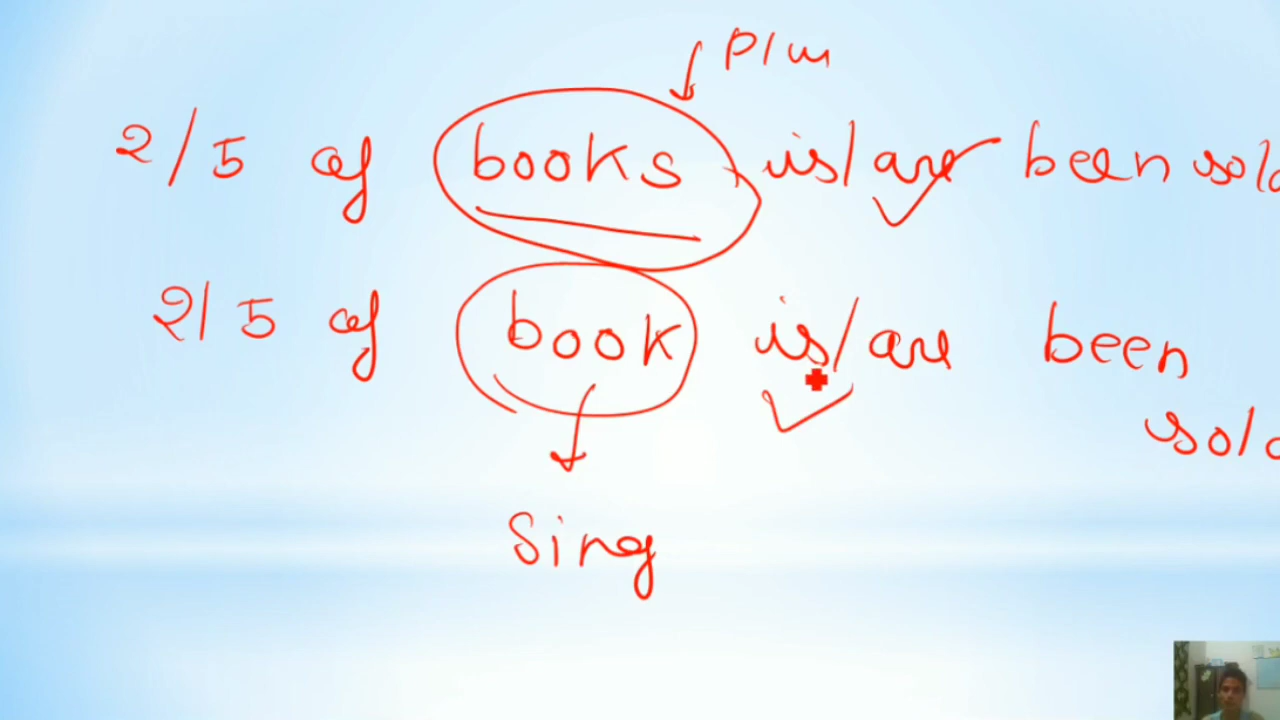 Plu
2/5 of books is/are been sold
2/5 of book is/are been
sold
Sing